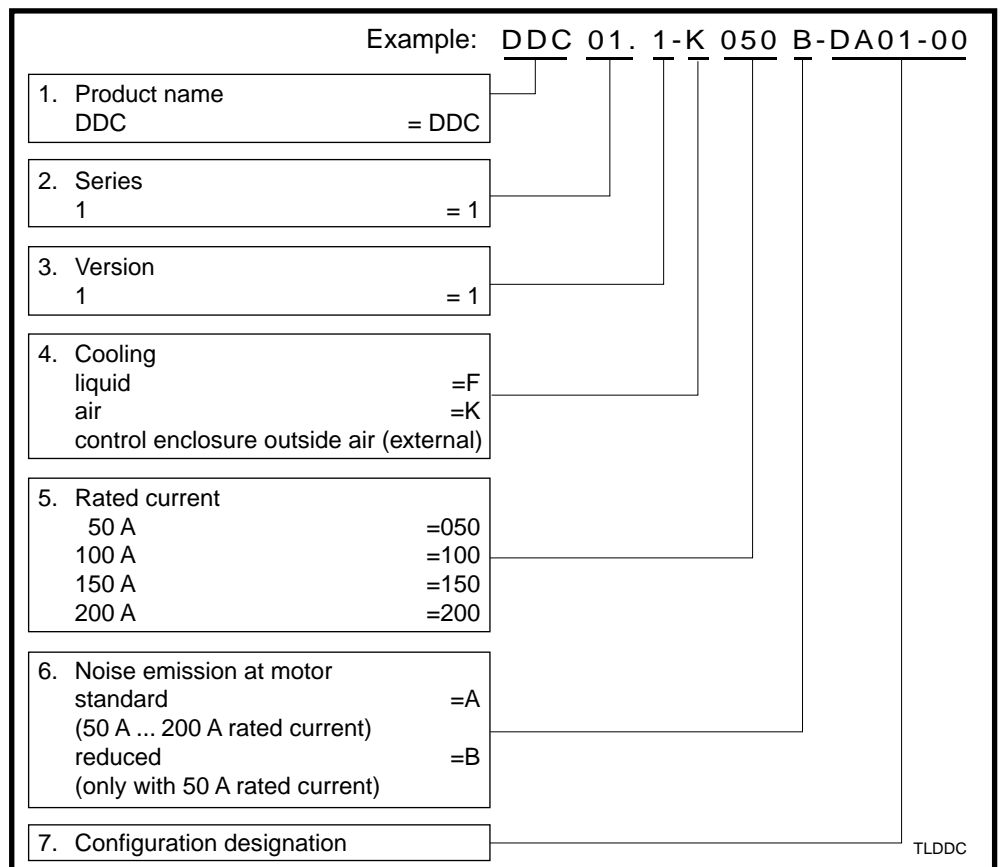 Example: DDC 01. 1-K 050 B-DA01-00
1. Product name
DDC = DDC
2. Series
1 = 1
3. Version
1 = 1
4. Cooling
liquid =F
air =K
control enclosure outside air (external)
5. Rated current
50 A =050
100 A =100
150 A =150
200 A =200
6. Noise emission at motor
standard =A
(50 A ... 200 A rated current)
reduced =B
(only with 50 A rated current)
7. Configuration designation
TLDDC